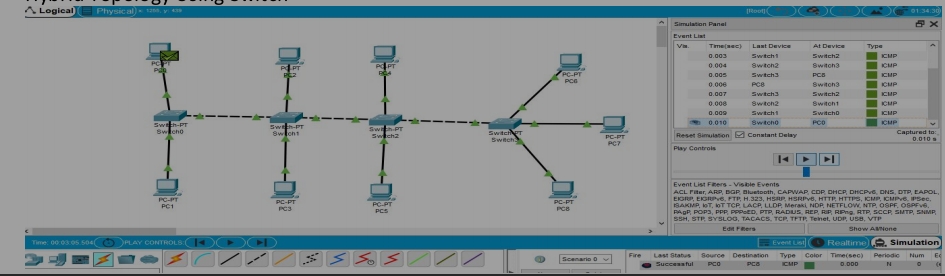 Hybrid Topology Using Switch
Logical Physical x: 1055, y: 434
[Root] 01:34:30
PC-PT
PC0
PC-PT
PC2
PC-PT
PC4
PC-PT
PC6
Switch-PT
Switch0
Switch-PT
Switch1
Switch-PT
Switch2
Switch-PT
PC-PT
PC7
PC-PT
PC1
PC-PT
PC3
PC-PT
PC5
PC-PT
PC8
Simulation Panel
Event List
Vis. Time(sec) Last Device At Device Type
0.003 Switch1 Switch2 ICMP
0.004 Switch2 Switch3 ICMP
0.005 Switch3 PC6 ICMP
0.006 PC6 Switch3 ICMP
0.007 Switch3 Switch2 ICMP
0.008 Switch2 Switch1 ICMP
0.009 Switch1 Switch0 ICMP
0.010 Switch0 PC0 ICMP
Reset Simulation Constant Delay Captured to:
0.010 s
Play Controls
Event List Filters - Visible Events
ACL Filter, ARP, BGP, Bluetooth, CAPWAP, CDP, DHCP, DHCPv6, DNS, DTP, EAPOL,
EIGRP, EIGRPv6, FTP, H.323, HSRP, HSRPv6, HTTP, HTTPS, ICMP, ICMPv6, IPSec,
ISAKMP, IoT, IoT TCP, LACP, LLDP, Meraki, NDP, NETFLOW, NTP, OSPF, OSPFv6,
PAgP, POP3, PPP, PPPoED, PTP, RADIUS, REP, RIP, RIPng, RTP, SCCP, SMTP, SNMP,
SSH, STP, SYSLOG, TACACS, TCP, TFTP, Telnet, UDP, USB, VTP
Edit Filters Show All/None
Time: 00:03:05.504 PLAY CONTROLS: Event List Realtime Simulation
Scenario 0
Fire Last Status Source Destination Type Color Time(sec) Periodic Num
Successful PC0 PC6 ICMP 0.000 N 0